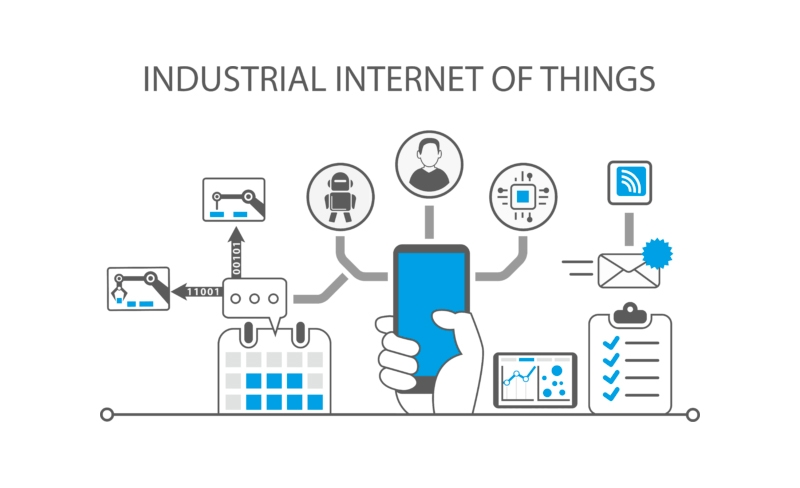 INDUSTRIAL INTERNET OF THINGS
00101
11001